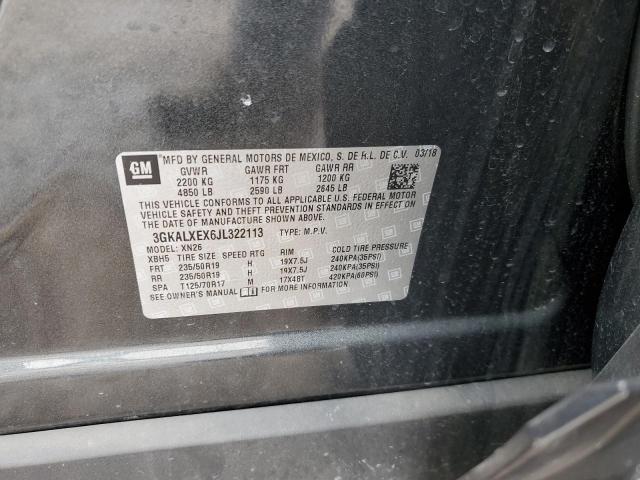 MFD BY GENERAL MOTORS DE MEXICO, S. DE R.L. DE C.V. 03/18
GM
GVWR GAWR FRT GAWR RR
2200 KG 1175 KG 1200 KG
4850 LB 2590 LB 2645 LB
THIS VEHICLE CONFORMS TO ALL APPLICABLE U.S. FEDERAL MOTOR
VEHICLE SAFETY, BUMPER, AND THEFT PREVENTION STANDARDS
IN EFFECT ON THE DATE OF MANUFACTURE SHOWN ABOVE.
3GKALXEX6JL322113 TYPE: M.P.V.
MODEL: XN26
XBH5 TIRE SIZE SPEED RTG RIM COLD TIRE PRESSURE
FRT 235/50R19 H 19X7.5J 240KPA(35PSI)
RR 235/50R19 H 19X7.5J 240KPA(35PSI)
SPA T125/70R17 M 17X4BT 420KPA(60PSI)
SEE OWNER'S MANUAL FOR MORE INFORMATION